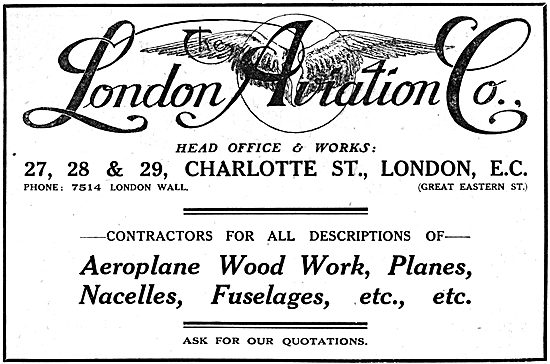 The London Aviation Co.,
HEAD OFFICE & WORKS:
27, 28 & 29, CHARLOTTE ST., LONDON, E.C.
PHONE: 7514 LONDON WALL. (GREAT EASTERN ST.)
CONTRACTORS FOR ALL DESCRIPTIONS OF
Aeroplane Wood Work, Planes,
Nacelles, Fuselages, etc., etc.
ASK FOR OUR QUOTATIONS.